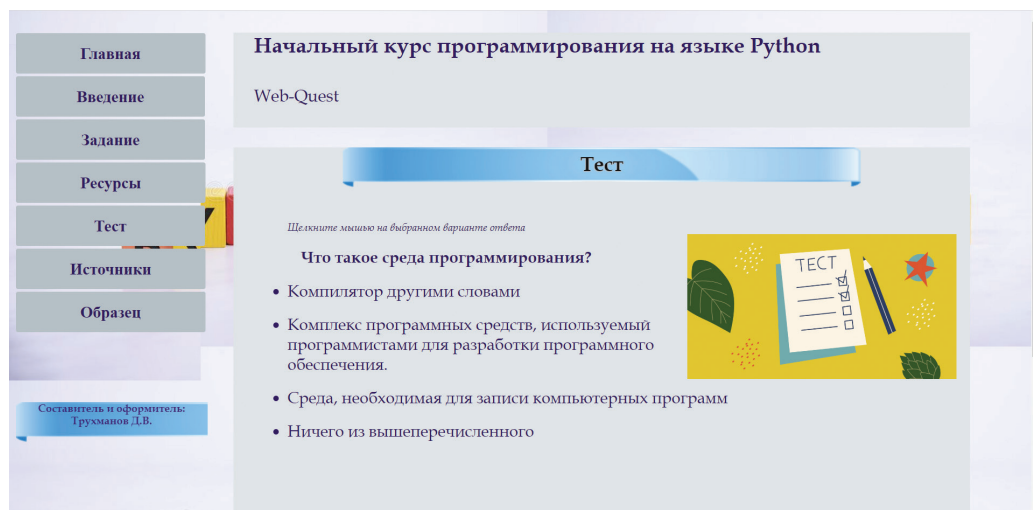 Главная
Введение
Задание
Ресурсы
Тест
Источники
Образец
Составитель и оформитель:
Трухманов Д.В.
Начальный курс программирования на языке Python
Web-Quest
Тест
Щелкните мышью на выбранном варианте ответа
Что такое среда программирования?
• Компилятор другими словами
• Комплекс программных средств, используемый
программистами для разработки программного
обеспечения.
• Среда, необходимая для записи компьютерных программ
• Ничего из вышеперечисленного
ТЕСТ